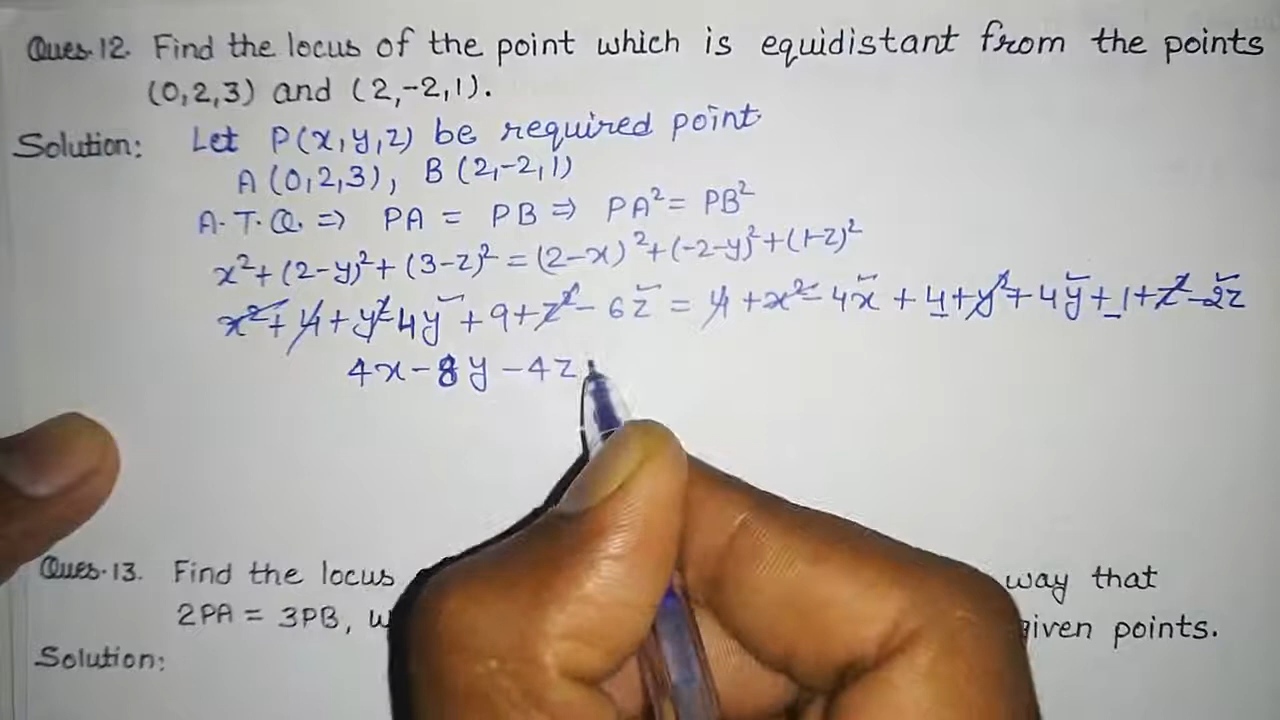 Ques.12. Find the locus of the point which is equidistant from the points
(0,2,3) and (2,-2,1).
Solution: Let P(x,y,z) be required point
A (0,2,3), B (2,-2,1)
A.T.Q. => PA = PB => PA² = PB²
x²+(2-y)²+(3-z)² = (2-x)²+(-2-y)²+(1-z)²
x²+4+y²-4y+9+z²-6z = 4+x²-4x+4+y²+4y+1+z²-2z
4x-8y-4z
Ques.13. Find the locus way that
2PA = 3PB, given points.
Solution: